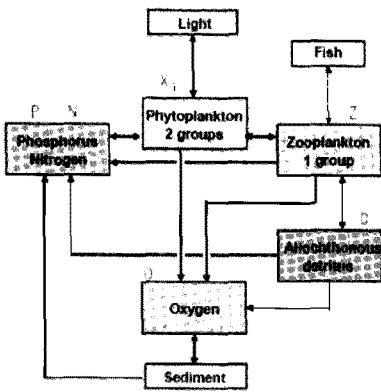 Light
Fish
X i
P N
Z
Phosphorus
Nitrogen
Phytoplankton
2 groups
Zooplankton
1 group
D
Allochthonous
detritus
O
Oxygen
Sediment